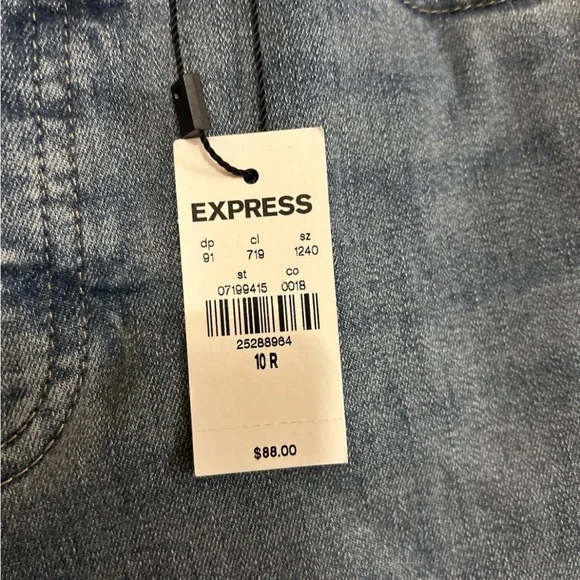 EXPRESS
dp cl sz
91 719 1240
st co
07199415 0018
25288964
10 R
$88.00